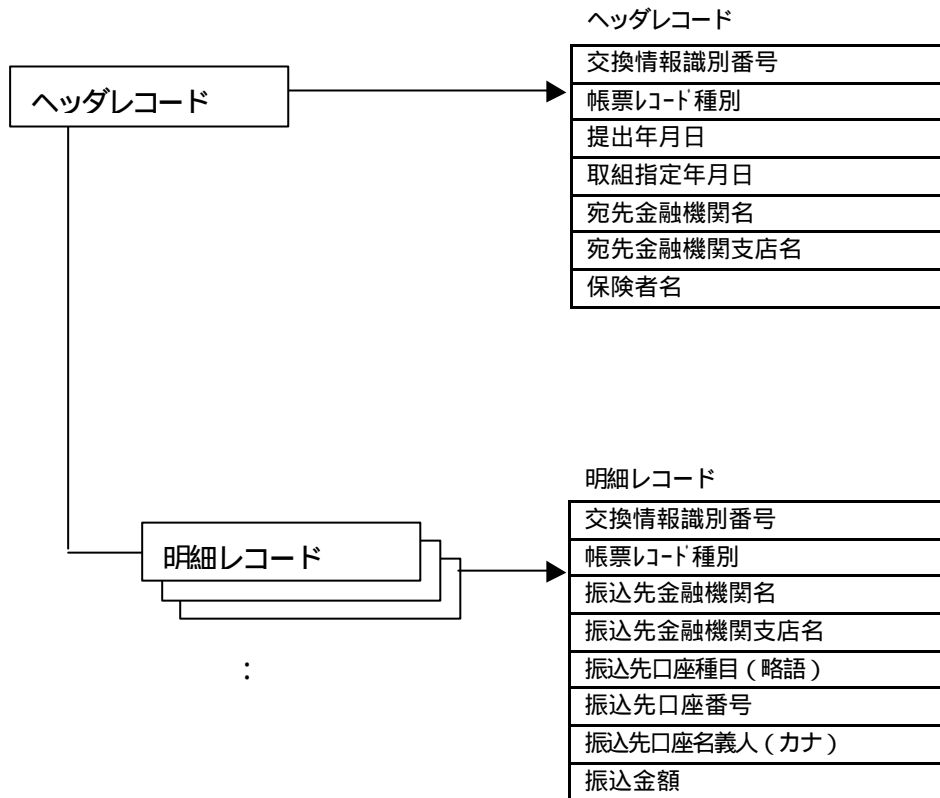 ヘッダレコード
ヘッダレコード
交換情報識別番号
帳票ﾚｺｰﾄﾞ種別
提出年月日
取組指定年月日
宛先金融機関名
宛先金融機関支店名
保険者名
明細レコード
明細レコード
:
交換情報識別番号
帳票ﾚｺｰﾄﾞ種別
振込先金融機関名
振込先金融機関支店名
振込先口座種目(略語)
振込先口座番号
振込先口座名義人(カナ)
振込金額